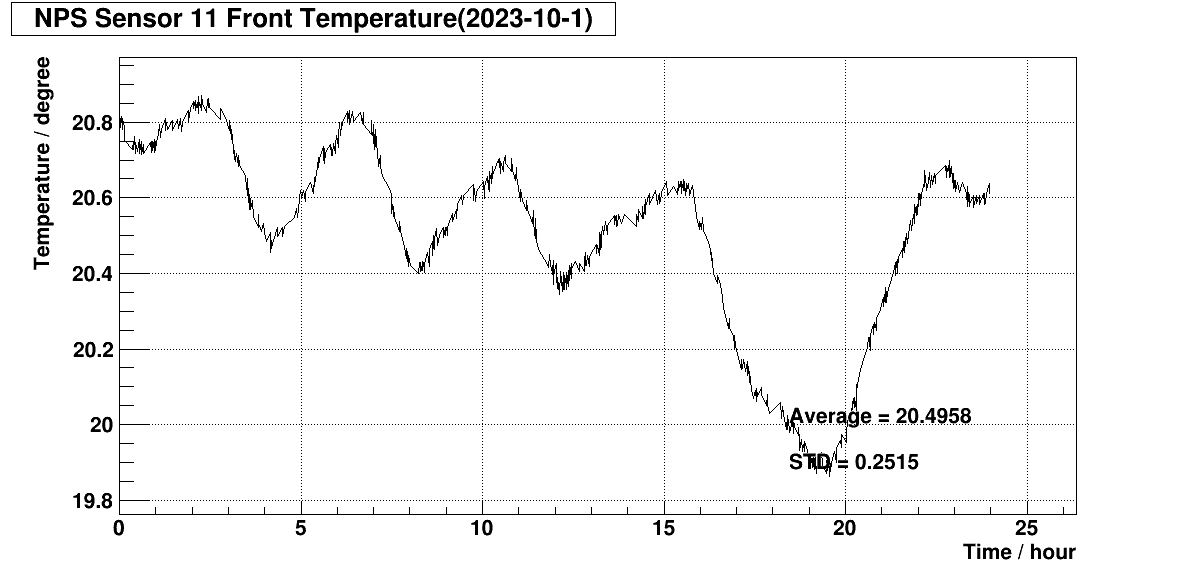 NPS Sensor 11 Front Temperature(2023-10-1)
Temperature / degree
20.8
20.6
20.4
20.2
20
19.8
Average = 20.4958
STD = 0.2515
0 5 10 15 20 25
Time / hour